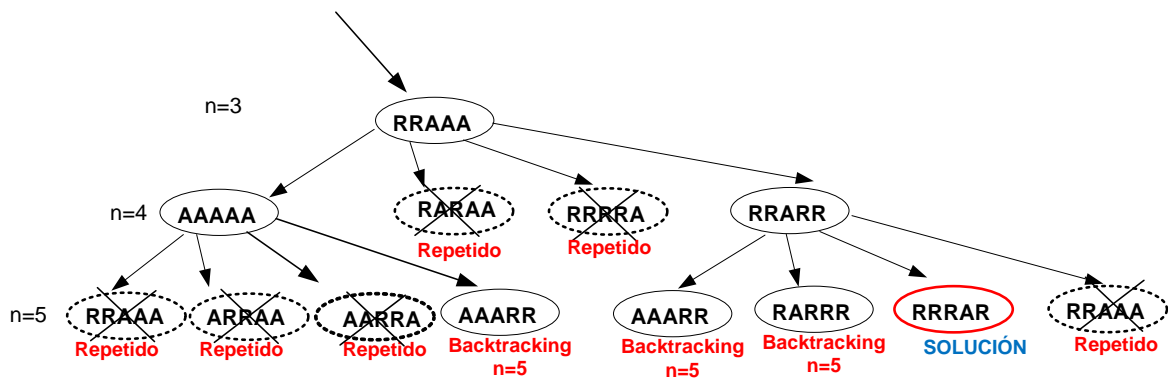 n=3
RRAAA
n=4
AAAAA
RARAA
RRRRA
RRARR
Repetido
Repetido
n=5
RRAAA
ARRAA
AARRA
AAARR
AAARR
RARRR
RRRAR
RRAAA
Repetido
Repetido
Repetido
Backtracking
n=5
Backtracking
n=5
Backtracking
n=5
SOLUCIÓN
Repetido